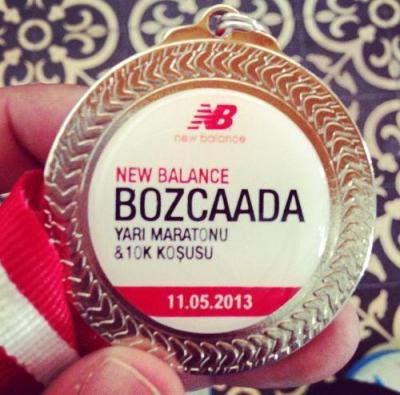 NB
new balance
NEW BALANCE
BOZCAADA
YARI MARATONU
&10K KOŞUSU
11.05.2013